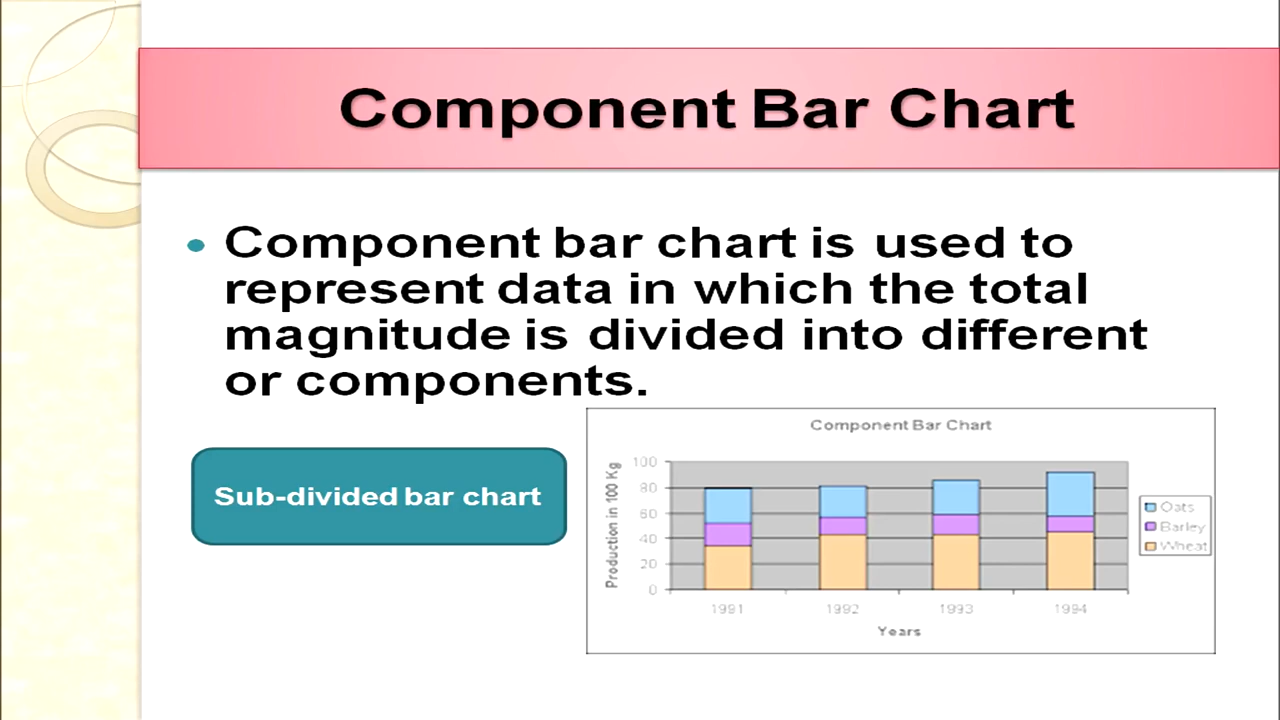 Component Bar Chart
Component bar chart is used to
represent data in which the total
magnitude is divided into different
or components.
Sub-divided bar chart
Component Bar Chart
Production in 100 Kg
100
80
60
40
20
0
1991
1992
1993
1994
Years
Oats
Barley
Wheat